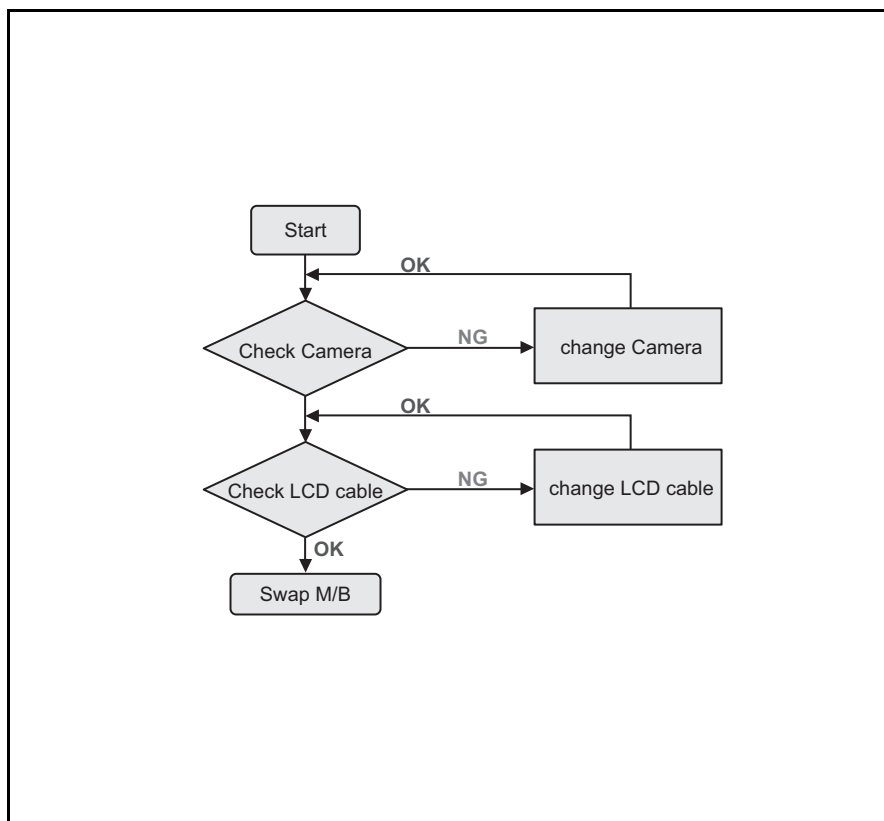 Start
OK
Check Camera
NG
change Camera
OK
Check LCD cable
NG
change LCD cable
OK
Swap M/B